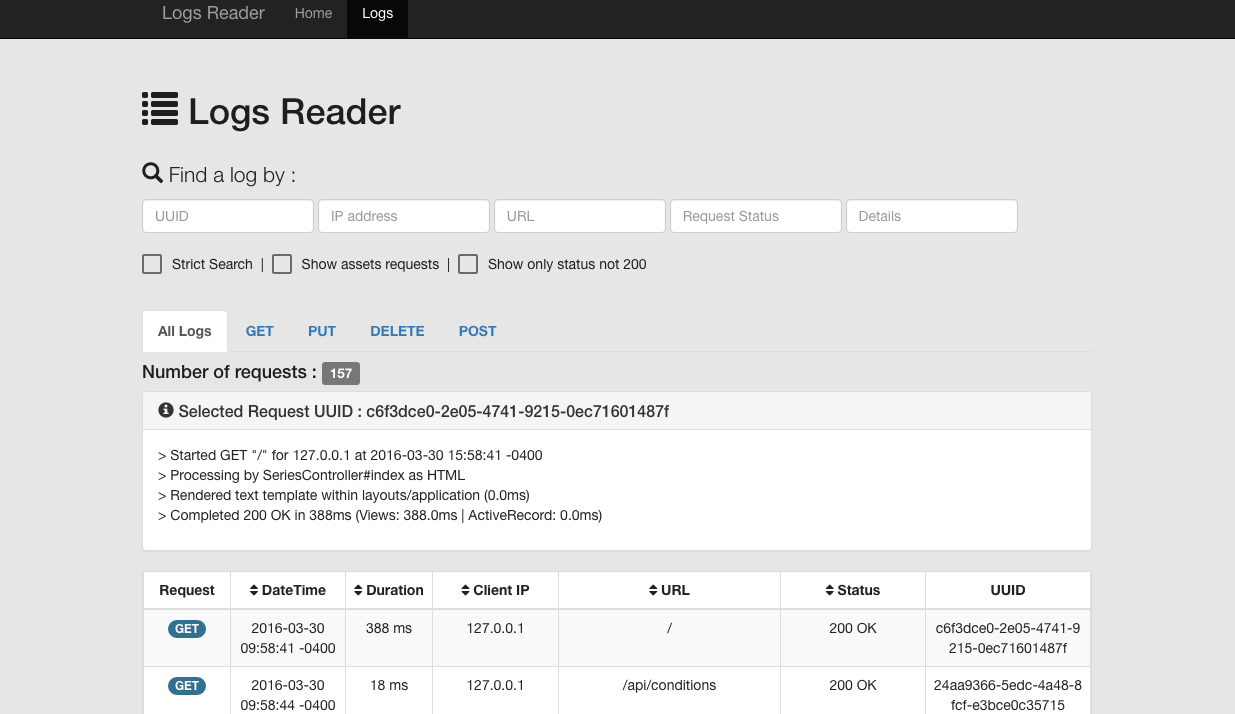 Logs Reader Home Logs
Logs Reader
Find a log by :
UUID IP address URL Request Status Details
Strict Search | Show assets requests | Show only status not 200
All Logs GET PUT DELETE POST
Number of requests : 157
Selected Request UUID : c6f3dce0-2e05-4741-9215-0ec71601487f
> Started GET "/" for 127.0.0.1 at 2016-03-30 15:58:41 -0400
> Processing by SeriesController#index as HTML
> Rendered text template within layouts/application (0.0ms)
> Completed 200 OK in 388ms (Views: 388.0ms | ActiveRecord: 0.0ms)
Request DateTime Duration Client IP URL Status UUID
GET 2016-03-30 388 ms 127.0.0.1 / 200 OK c6f3dce0-2e05-4741-9
09:58:41 -0400 215-0ec71601487f
GET 2016-03-30 18 ms 127.0.0.1 /api/conditions 200 OK 24aa9366-5edc-4a48-8
09:58:44 -0400 fcf-e3bce0c35715